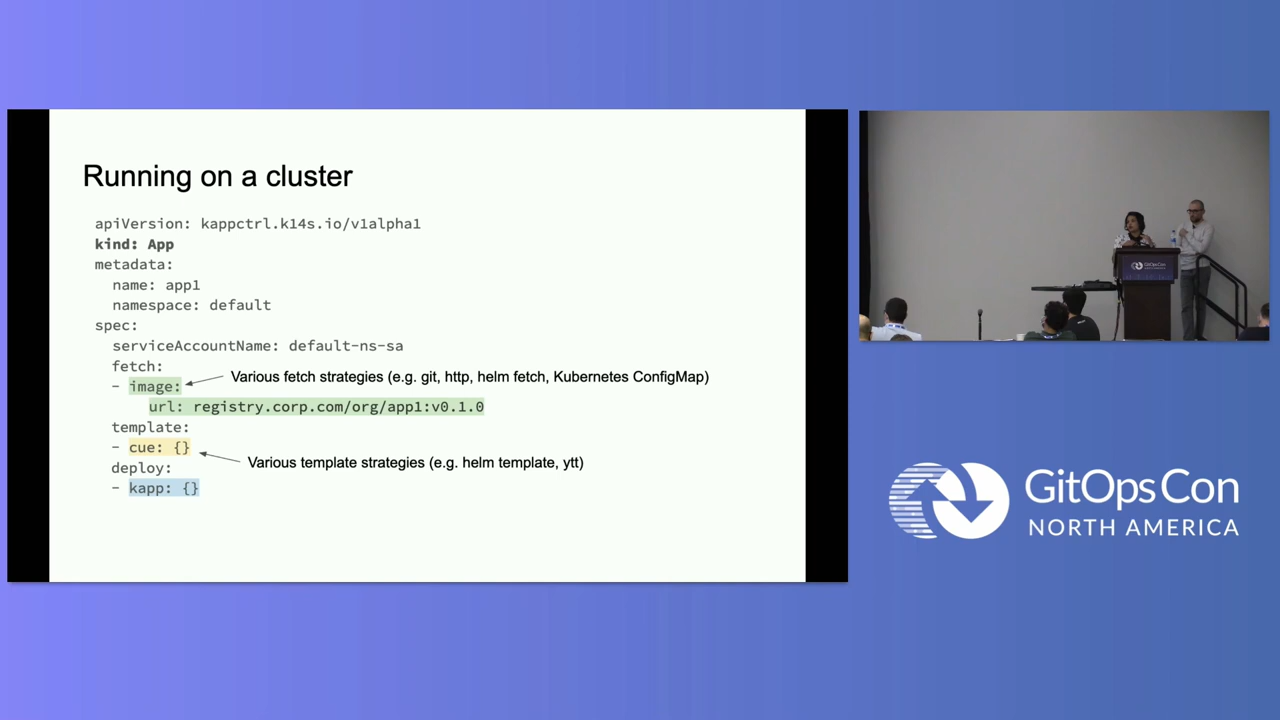 Running on a cluster
apiVersion: kappctrl.k14s.io/v1alpha1
kind: App
metadata:
name: app1
namespace: default
spec:
serviceAccountName: default-ns-sa
fetch:
- image:
Various fetch strategies (e.g. git, http, helm fetch, Kubernetes ConfigMap)
url: registry.corp.com/org/app1:v0.1.0
template:
- cue: {}
Various template strategies (e.g. helm template, ytt)
deploy:
- kapp: {}
GitOpsCon
GitOpsCon
NORTH AMERICA